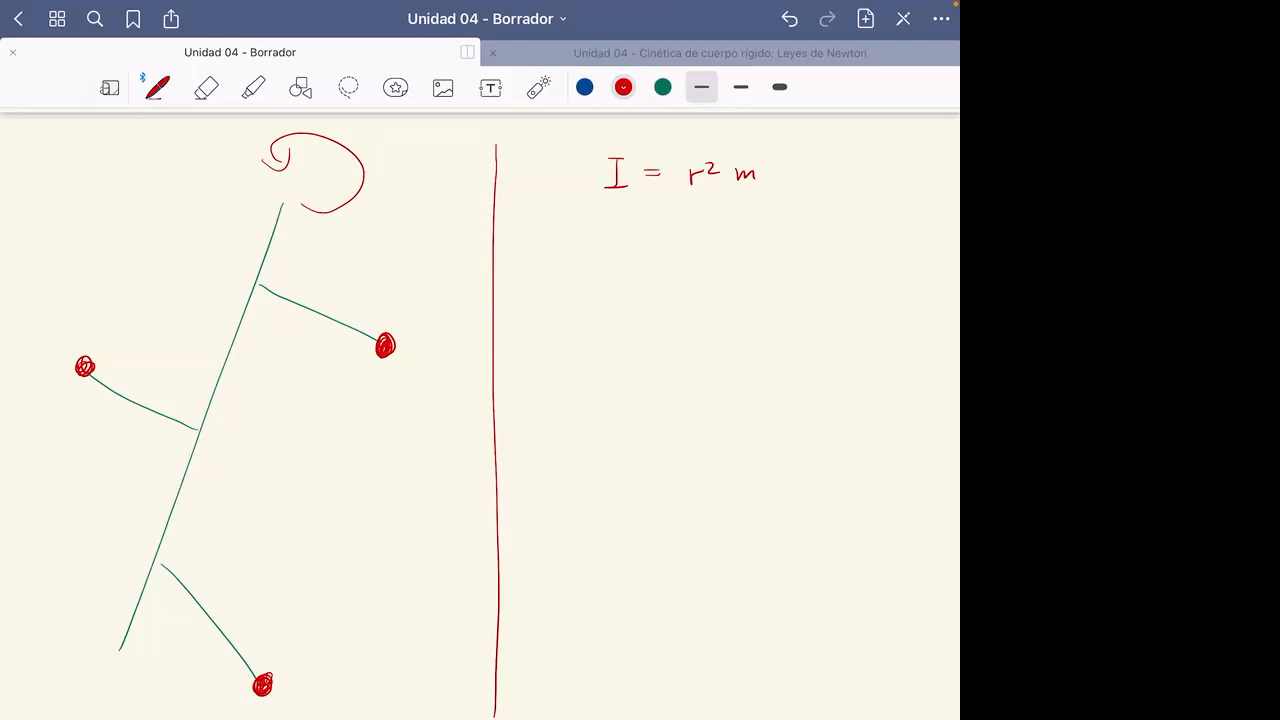 Unidad 04 - Borrador
Unidad 04 - Borrador
Unidad 04 - Cinética de cuerpo rígido: Leyes de Newton
T
I = r² m